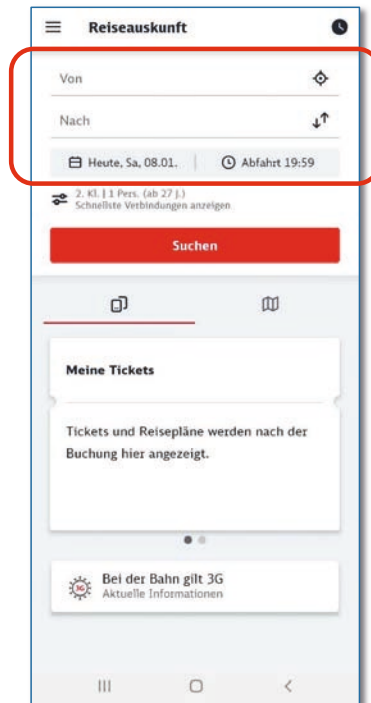 Reiseauskunft
Von
Nach
Heute, Sa, 08.01.
Abfahrt 19:59
2. Kl. | 1 Pers. (ab 27 J.)
Schnellste Verbindungen anzeigen
Suchen
Meine Tickets
Tickets und Reisepläne werden nach der
Buchung hier angezeigt.
3G
Bei der Bahn gilt 3G
Aktuelle Informationen